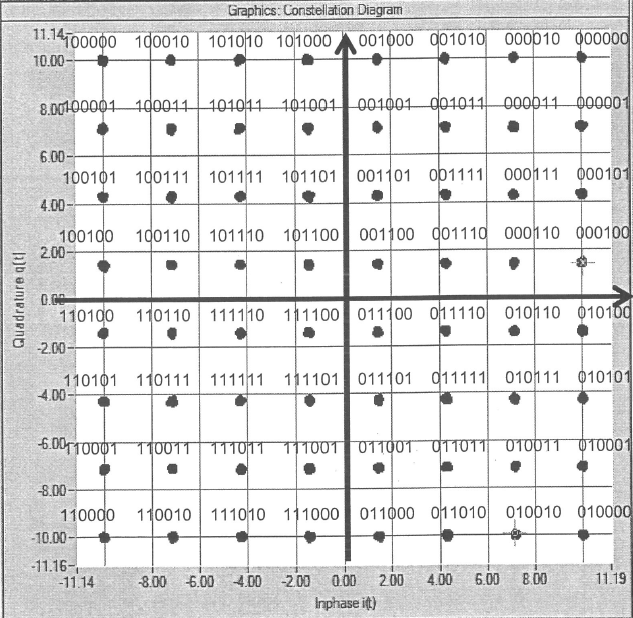 Graphics: Constellation Diagram
11.14
100000 100010 101010 101000 001000 001010 000010 000000
10.00
8.00 100001 100011 101011 101001 001001 001011 000011 000001
6.00
100101 100111 101111 101101 001101 001111 000111 000101
4.00
100100 100110 101110 101100 001100 001110 000110 000100
2.00
Quadrature q(t)
0.00
110100 110110 111110 111100 011100 011110 010110 010100
-2.00
110101 110111 111111 111101 011101 011111 010111 010101
-4.00
-6.00 110001 110011 111011 111001 011001 011011 010011 010001
-8.00
110000 110010 111010 111000 011000 011010 010010 010000
-10.00
-11.16
-11.14 -8.00 -6.00 -4.00 -2.00 0.00 2.00 4.00 6.00 8.00 11.19
Inphase i(t)